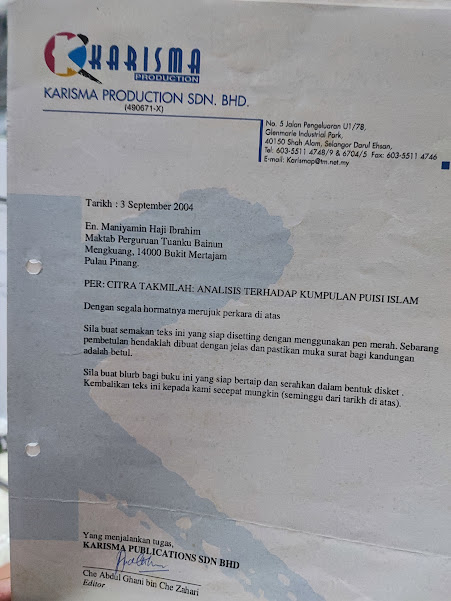 KARISMA
PRODUCTION
KARISMA PRODUCTION SDN. BHD.
(490671-X)
No. 5 Jalan Pengeluaran U1/78,
Glenmarie Industrial Park,
40150 Shah Alam, Selangor Darul Ehsan,
Tel: 603-5511 4748/9 & 6704/5 Fax: 603-5511 4746
E-mail: Karismap@tm.net.my
Tarikh : 3 September 2004
En. Maniyamin Haji Ibrahim
Maktab Perguruan Tuanku Bainun
Mengkuang, 14000 Bukit Mertajam
Pulau Pinang.
PER: CITRA TAKMILAH: ANALISIS TERHADAP KUMPULAN PUISI ISLAM
Dengan segala hormatnya merujuk perkara di atas
Sila buat semakan teks ini yang siap disetting dengan menggunakan pen merah. Sebarang
pembetulan hendaklah dibuat dengan jelas dan pastikan muka surat bagi kandungan
adalah betul.
Sila buat blurb bagi buku ini yang siap bertaip dan serahkan dalam bentuk disket .
Kembalikan teks ini kepada kami secepat mungkin (seminggu dari tarikh di atas).
Yang menjalankan tugas,
KARISMA PUBLICATIONS SDN BHD
Che Abdul Ghani bin Che Zahari
Editor